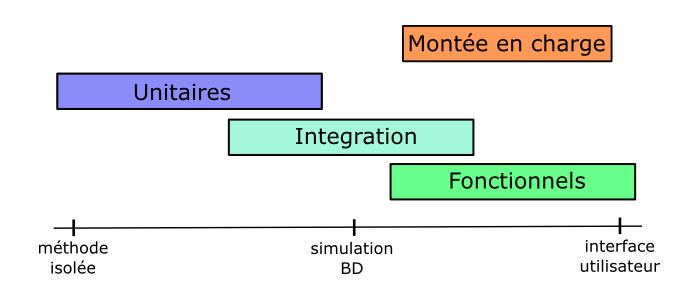 Montée en charge
Unitaires
Integration
Fonctionnels
méthode
isolée
simulation
BD
interface
utilisateur